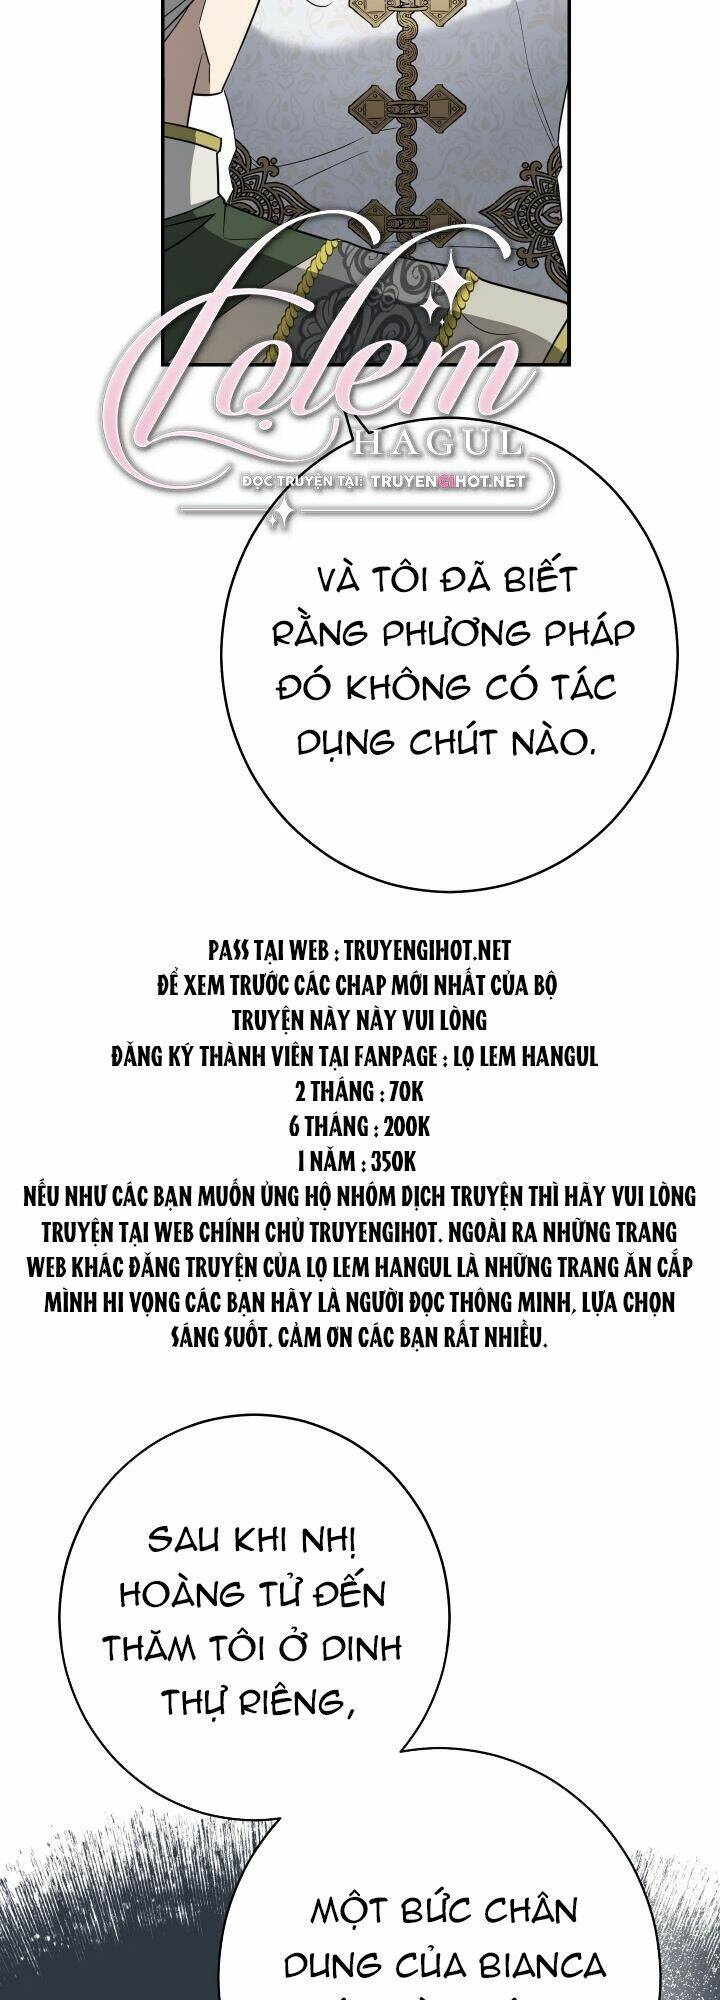 Lọlem
HAGUL
ĐỌC TRUYỆN TẠI: TRUYENGIHOT.NET
VÀ TÔI ĐÃ BIẾT
RẰNG PHƯƠNG PHÁP
ĐÓ KHÔNG CÓ TÁC
DỤNG CHÚT NÀO.
PASS TẠI WEB : TRUYENGIHOT.NET
ĐỂ XEM TRƯỚC CÁC CHAP MỚI NHẤT CỦA BỘ
TRUYỆN NÀY NÀY VUI LÒNG
ĐĂNG KÝ THÀNH VIÊN TẠI FANPAGE : LỌ LEM HANGUL
2 THÁNG : 70K
6 THÁNG : 200K
1 NĂM : 350K
NẾU NHƯ CÁC BẠN MUỐN ỦNG HỘ NHÓM DỊCH TRUYỆN THÌ HÃY VUI LÒNG
TRUYỆN TẠI WEB CHÍNH CHỦ TRUYENGIHOT. NGOÀI RA NHỮNG TRANG
WEB KHÁC ĐĂNG TRUYỆN CỦA LỌ LEM HANGUL LÀ NHỮNG TRANG ĂN CẮP
MÌNH HI VỌNG CÁC BẠN HÃY LÀ NGƯỜI ĐỌC THÔNG MINH, LỰA CHỌN
SÁNG SUỐT. CẢM ƠN CÁC BẠN RẤT NHIỀU.
SAU KHI NHỊ
HOÀNG TỬ ĐẾN
THĂM TÔI Ở DINH
THỰ RIÊNG,
MỘT BỨC CHÂN
DUNG CỦA BIANCA